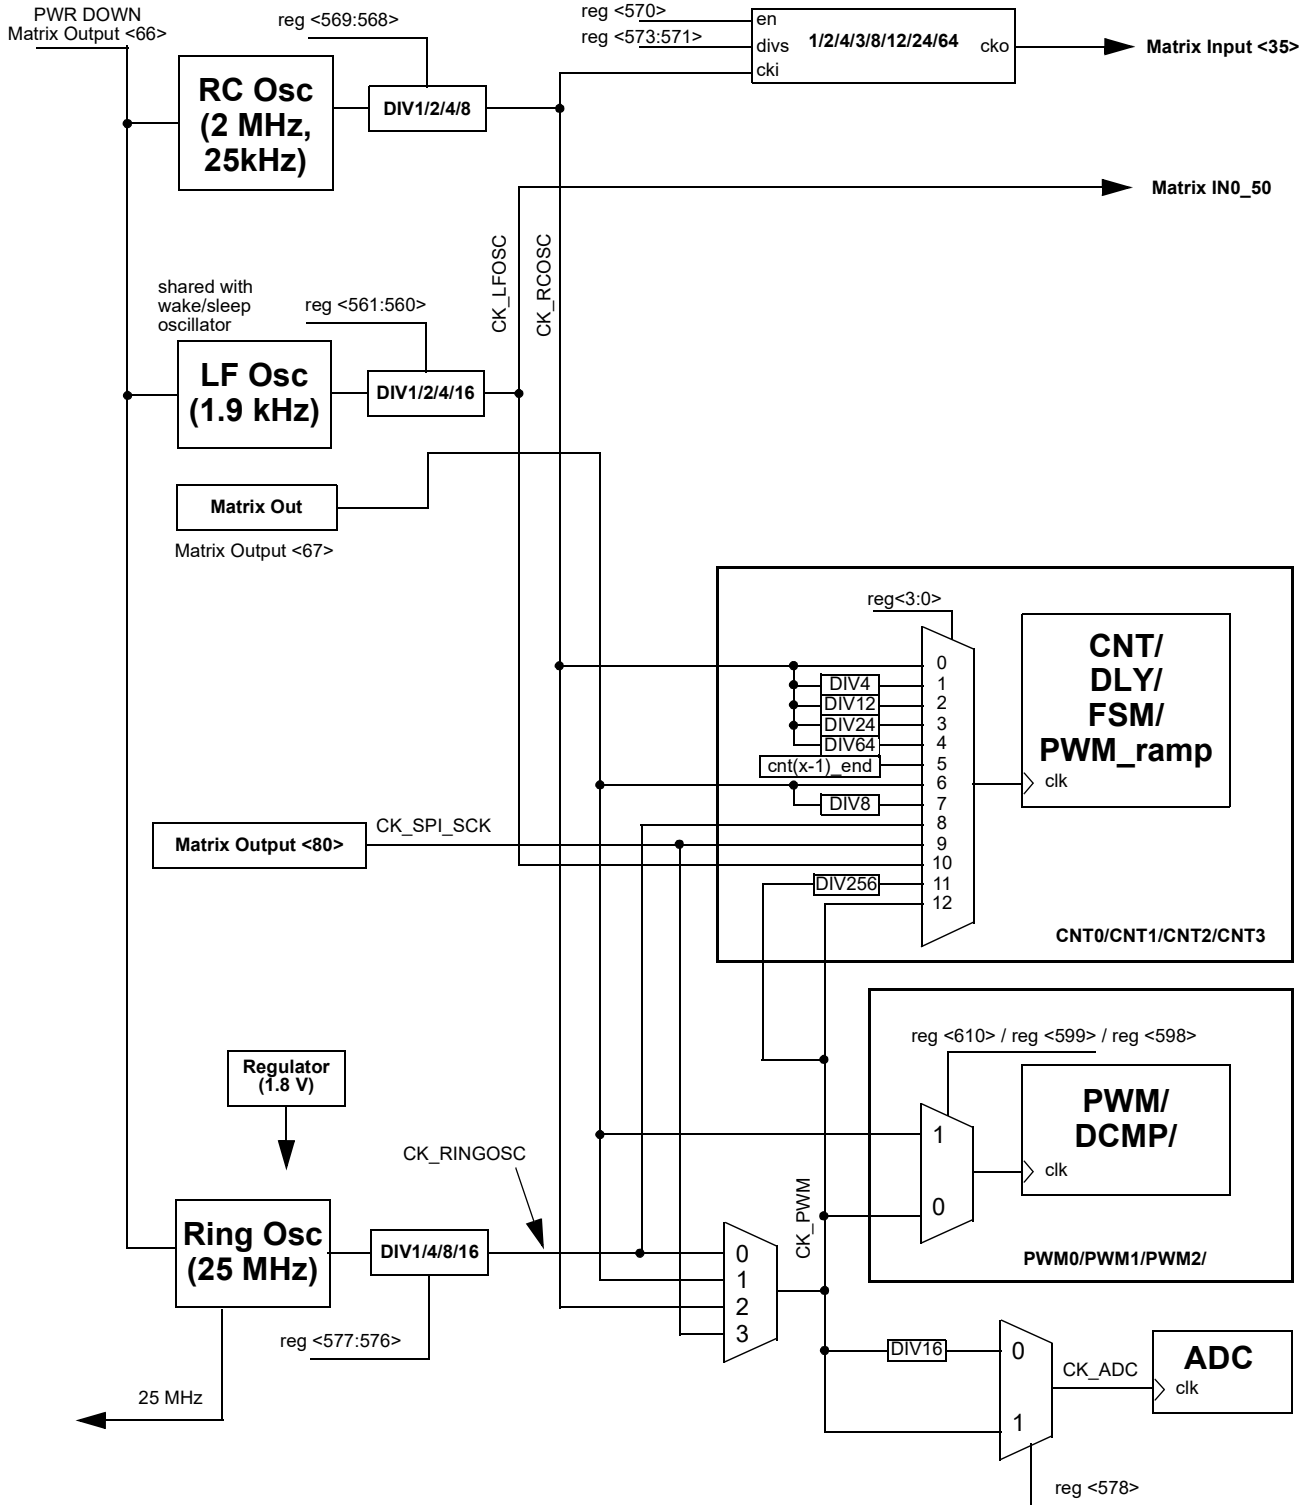 PWR DOWN
Matrix Output <66>
reg <569:568>
reg <570>
reg <573:571>
en
divs
cki
1/2/4/3/8/12/24/64
cko
Matrix Input <35>
RC Osc
(2 MHz,
25kHz)
DIV1/2/4/8
Matrix IN0_50
CK_LFOSC
CK_RCOSC
shared with
wake/sleep
oscillator
reg <561:560>
LF Osc
(1.9 kHz)
DIV1/2/4/16
Matrix Out
Matrix Output <67>
reg<3:0>
0
DIV4 1
DIV12 2
DIV24 3
DIV64 4
cnt(x-1)_end 5
6
DIV8 7
8
9
10
DIV256 11
12
CNT/
DLY/
FSM/
PWM_ramp
clk
CK_SPI_SCK
Matrix Output <80>
CNT0/CNT1/CNT2/CNT3
reg <610> / reg <599> / reg <598>
Regulator
(1.8 V)
1
0
PWM/
DCMP/
clk
PWM0/PWM1/PWM2/
CK_RINGOSC
CK_PWM
Ring Osc
(25 MHz)
DIV1/4/8/16
0
1
2
3
reg <577:576>
25 MHz
DIV16
0
1
CK_ADC
ADC
clk
reg <578>